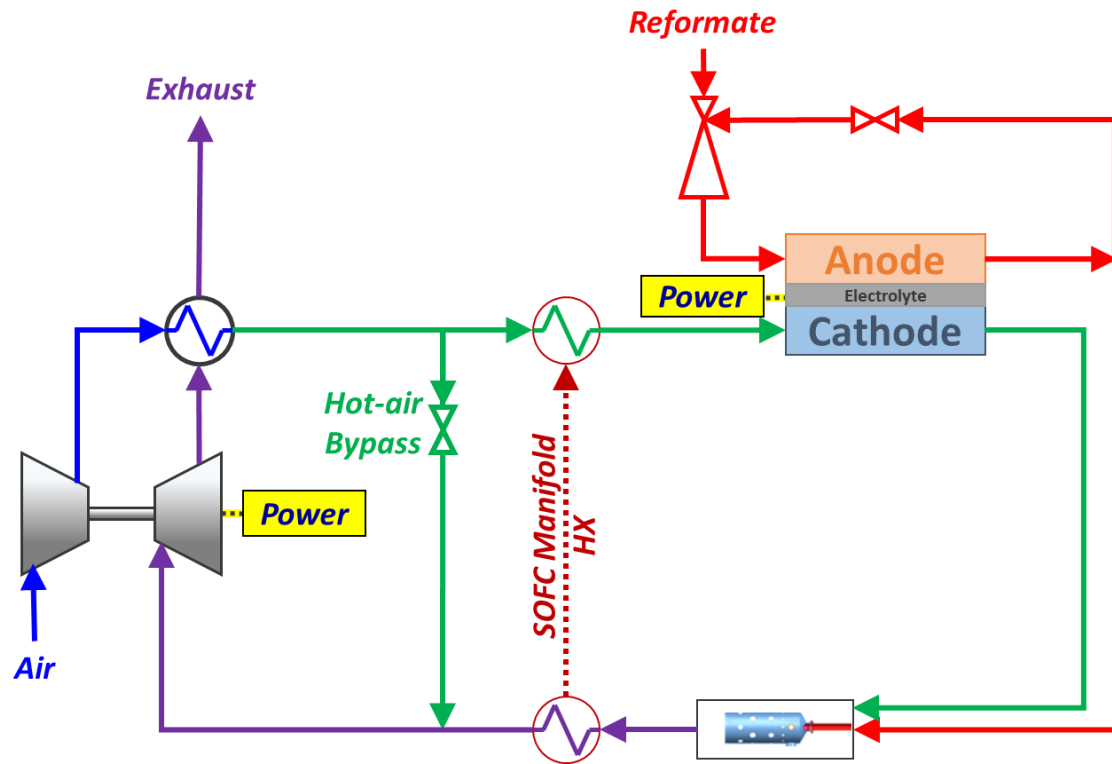 Reformate
Exhaust
Anode
Power
Electrolyte
Cathode
Hot-air
Bypass
Power
SOFC Manifold
HX
Air